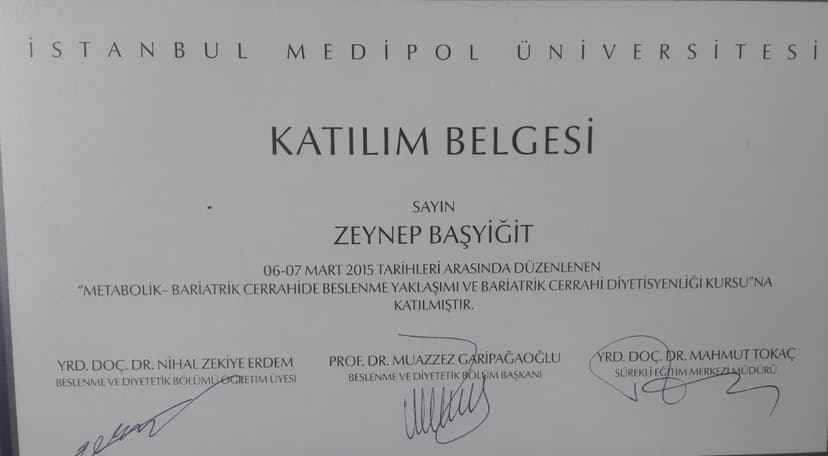 İSTANBUL MEDİPOL ÜNİVERSİTESİ
KATILIM BELGESİ
SAYIN
ZEYNEP BAŞYİĞİT
06-07 MART 2015 TARİHLERİ ARASINDA DÜZENLENEN
“METABOLİK– BARİATRİK CERRAHİDE BESLENME YAKLAŞIMI VE BARİATRİK CERRAHİ DİYETİSYENLİĞİ KURSU”NA
KATILMIŞTIR.
YRD. DOÇ. DR. NİHAL ZEKİYE ERDEM
BESLENME VE DİYETETİK BÖLÜMÜ ÖĞRETİM ÜYESİ
PROF. DR. MUAZZEZ GARİPAĞAOĞLU
BESLENME VE DİYETETİK BÖLÜM BAŞKANI
YRD. DOÇ. DR. MAHMUT TOKAÇ
SÜREKLİ EĞİTİM MERKEZİ MÜDÜRÜ